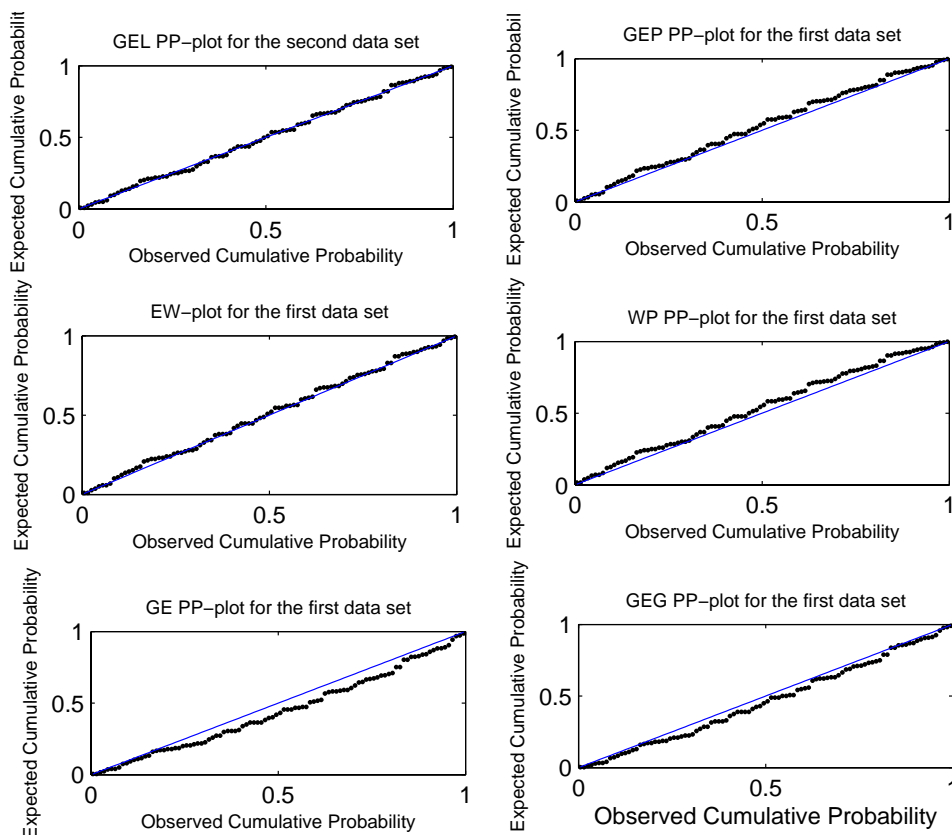 GEL PP−plot for the second data set
Expected Cumulative Probabilit
1
0.5
0
0
0.5
1
Observed Cumulative Probability
GEP PP−plot for the first data set
Expected Cumulative Probabil
1
0.5
0
0
0.5
1
Observed Cumulative Probability
EW−plot for the first data set
Expected Cumulative Probability
1
0.5
0
0
0.5
1
Observed Cumulative Probability
WP PP−plot for the first data set
Expected Cumulative Probability
1
0.5
0
0
0.5
1
Observed Cumulative Probability
GE PP−plot for the first data set
Expected Cumulative Probability
1
0.5
0
0
0.5
1
Observed Cumulative Probability
GEG PP−plot for the first data set
Expected Cumulative Probability
1
0.5
0
0
0.5
1
Observed Cumulative Probability